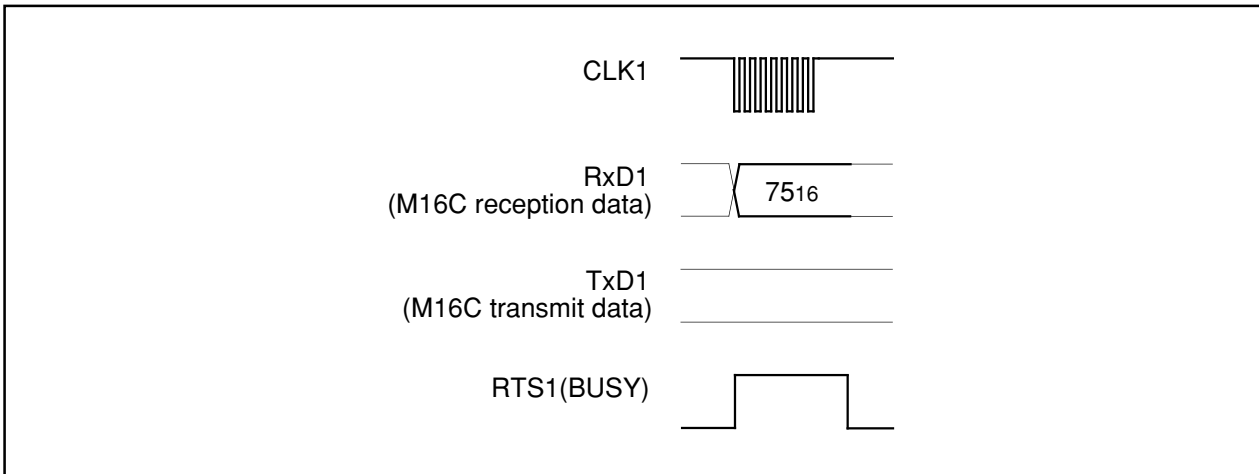 CLK1
RxD1
(M16C reception data)
7516
TxD1
(M16C transmit data)
RTS1(BUSY)